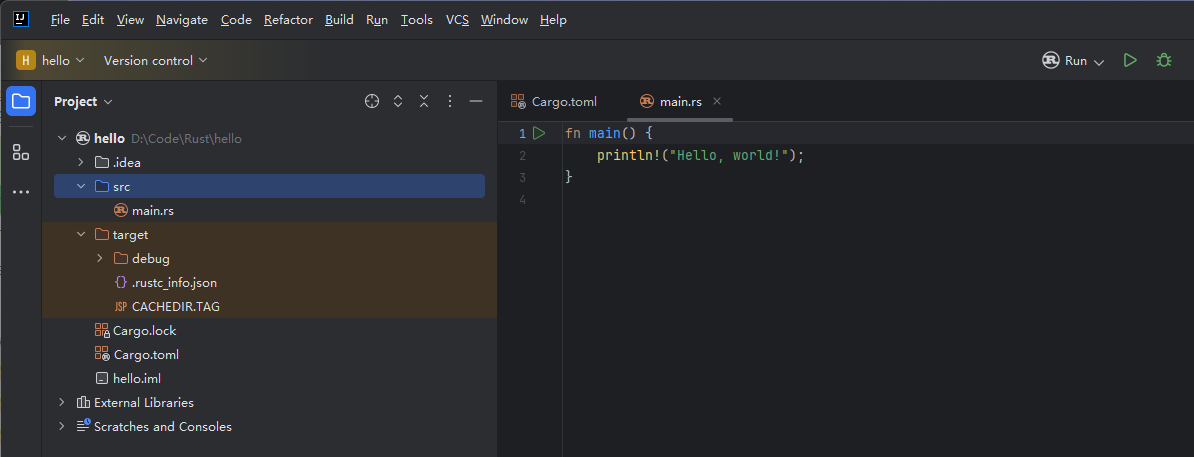 IJ File Edit View Navigate Code Refactor Build Run Tools VCS Window Help
H hello Version control Run
Project
Cargo.toml main.rs
hello D:\Code\Rust\hello
.idea
src
main.rs
target
debug
.rustc_info.json
JSP CACHEDIR.TAG
Cargo.lock
Cargo.toml
hello.iml
External Libraries
Scratches and Consoles
1 fn main() {
2 println!("Hello, world!");
3 }
4